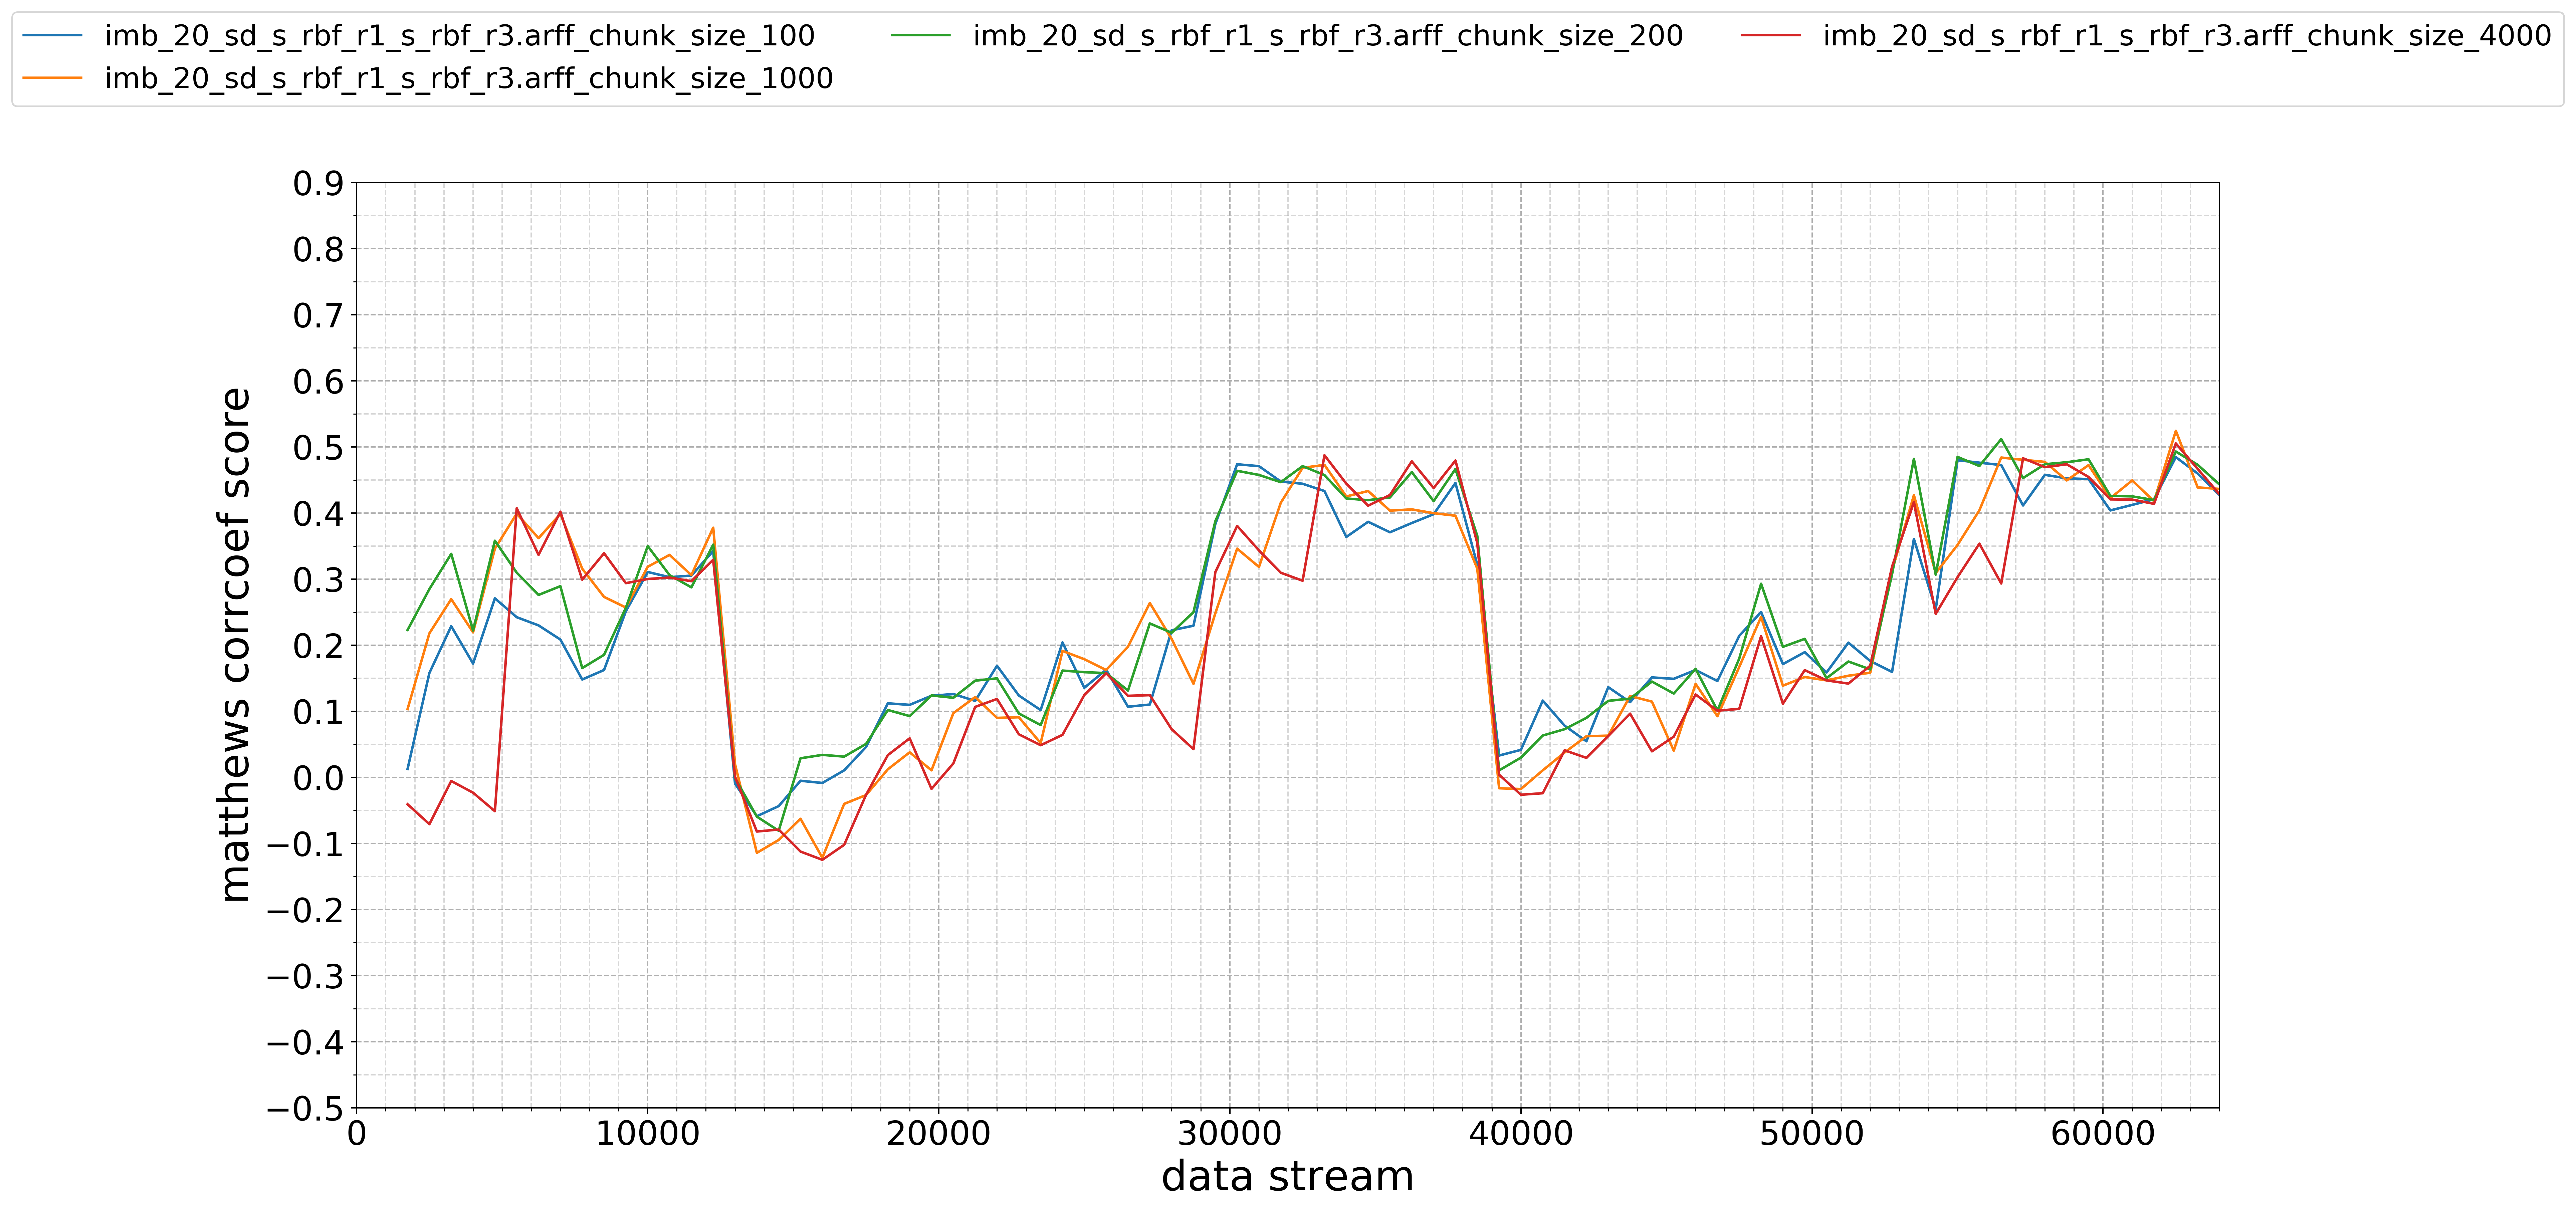 imb_20_sd_s_rbf_r1_s_rbf_r3.arff_chunk_size_100
imb_20_sd_s_rbf_r1_s_rbf_r3.arff_chunk_size_1000
imb_20_sd_s_rbf_r1_s_rbf_r3.arff_chunk_size_200
imb_20_sd_s_rbf_r1_s_rbf_r3.arff_chunk_size_4000
matthews corrcoef score
0.9
0.8
0.7
0.6
0.5
0.4
0.3
0.2
0.1
0.0
−0.1
−0.2
−0.3
−0.4
−0.5
0 10000 20000 30000 40000 50000 60000
data stream